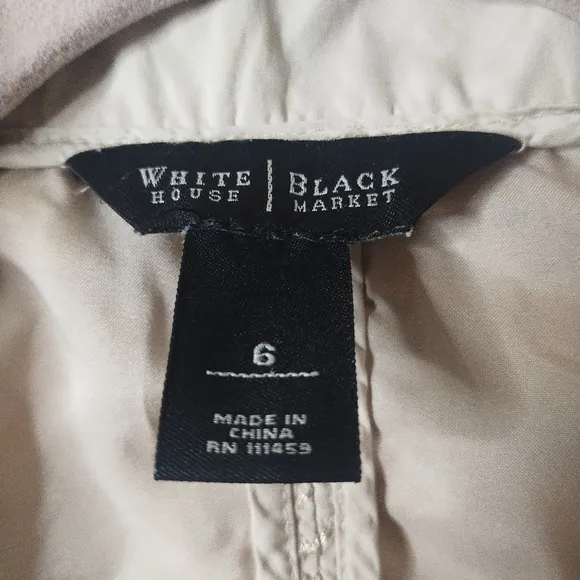 WHITE HOUSE | BLACK MARKET
6
MADE IN
CHINA
RN 111459